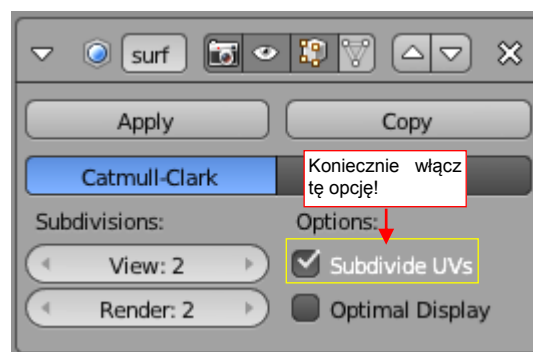 surf
Apply Copy
Catmull-Clark
Koniecznie włącz
tę opcję!
Subdivisions: Options:
View: 2 Subdivide UVs
Render: 2 Optimal Display